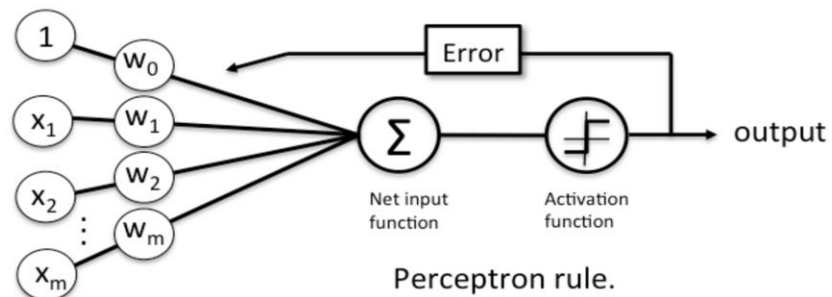 1
w₀
Error
x₁
w₁
Σ
output
x₂
w₂
Net input
function
Activation
function
⋮
wₘ
xₘ
Perceptron rule.